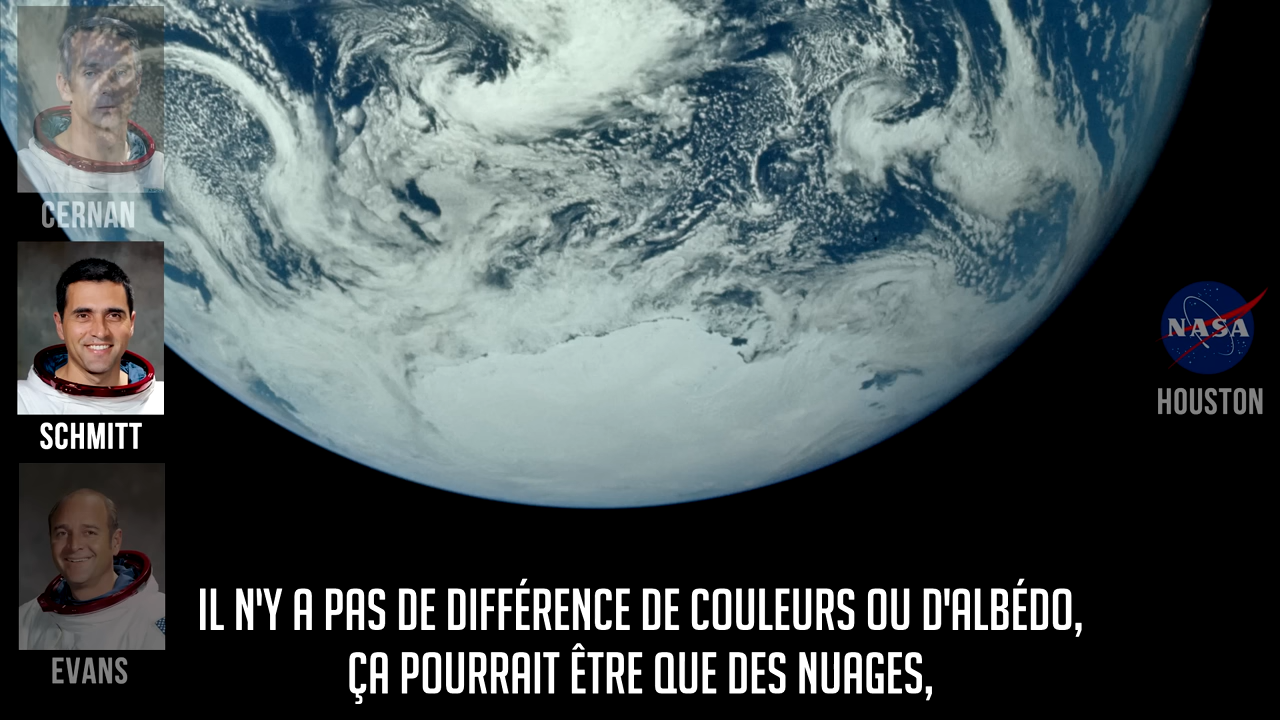 CERNAN
SCHMITT
EVANS
NASA
HOUSTON
IL N'Y A PAS DE DIFFÉRENCE DE COULEURS OU D'ALBÉDO,
ÇA POURRAIT ÊTRE QUE DES NUAGES,